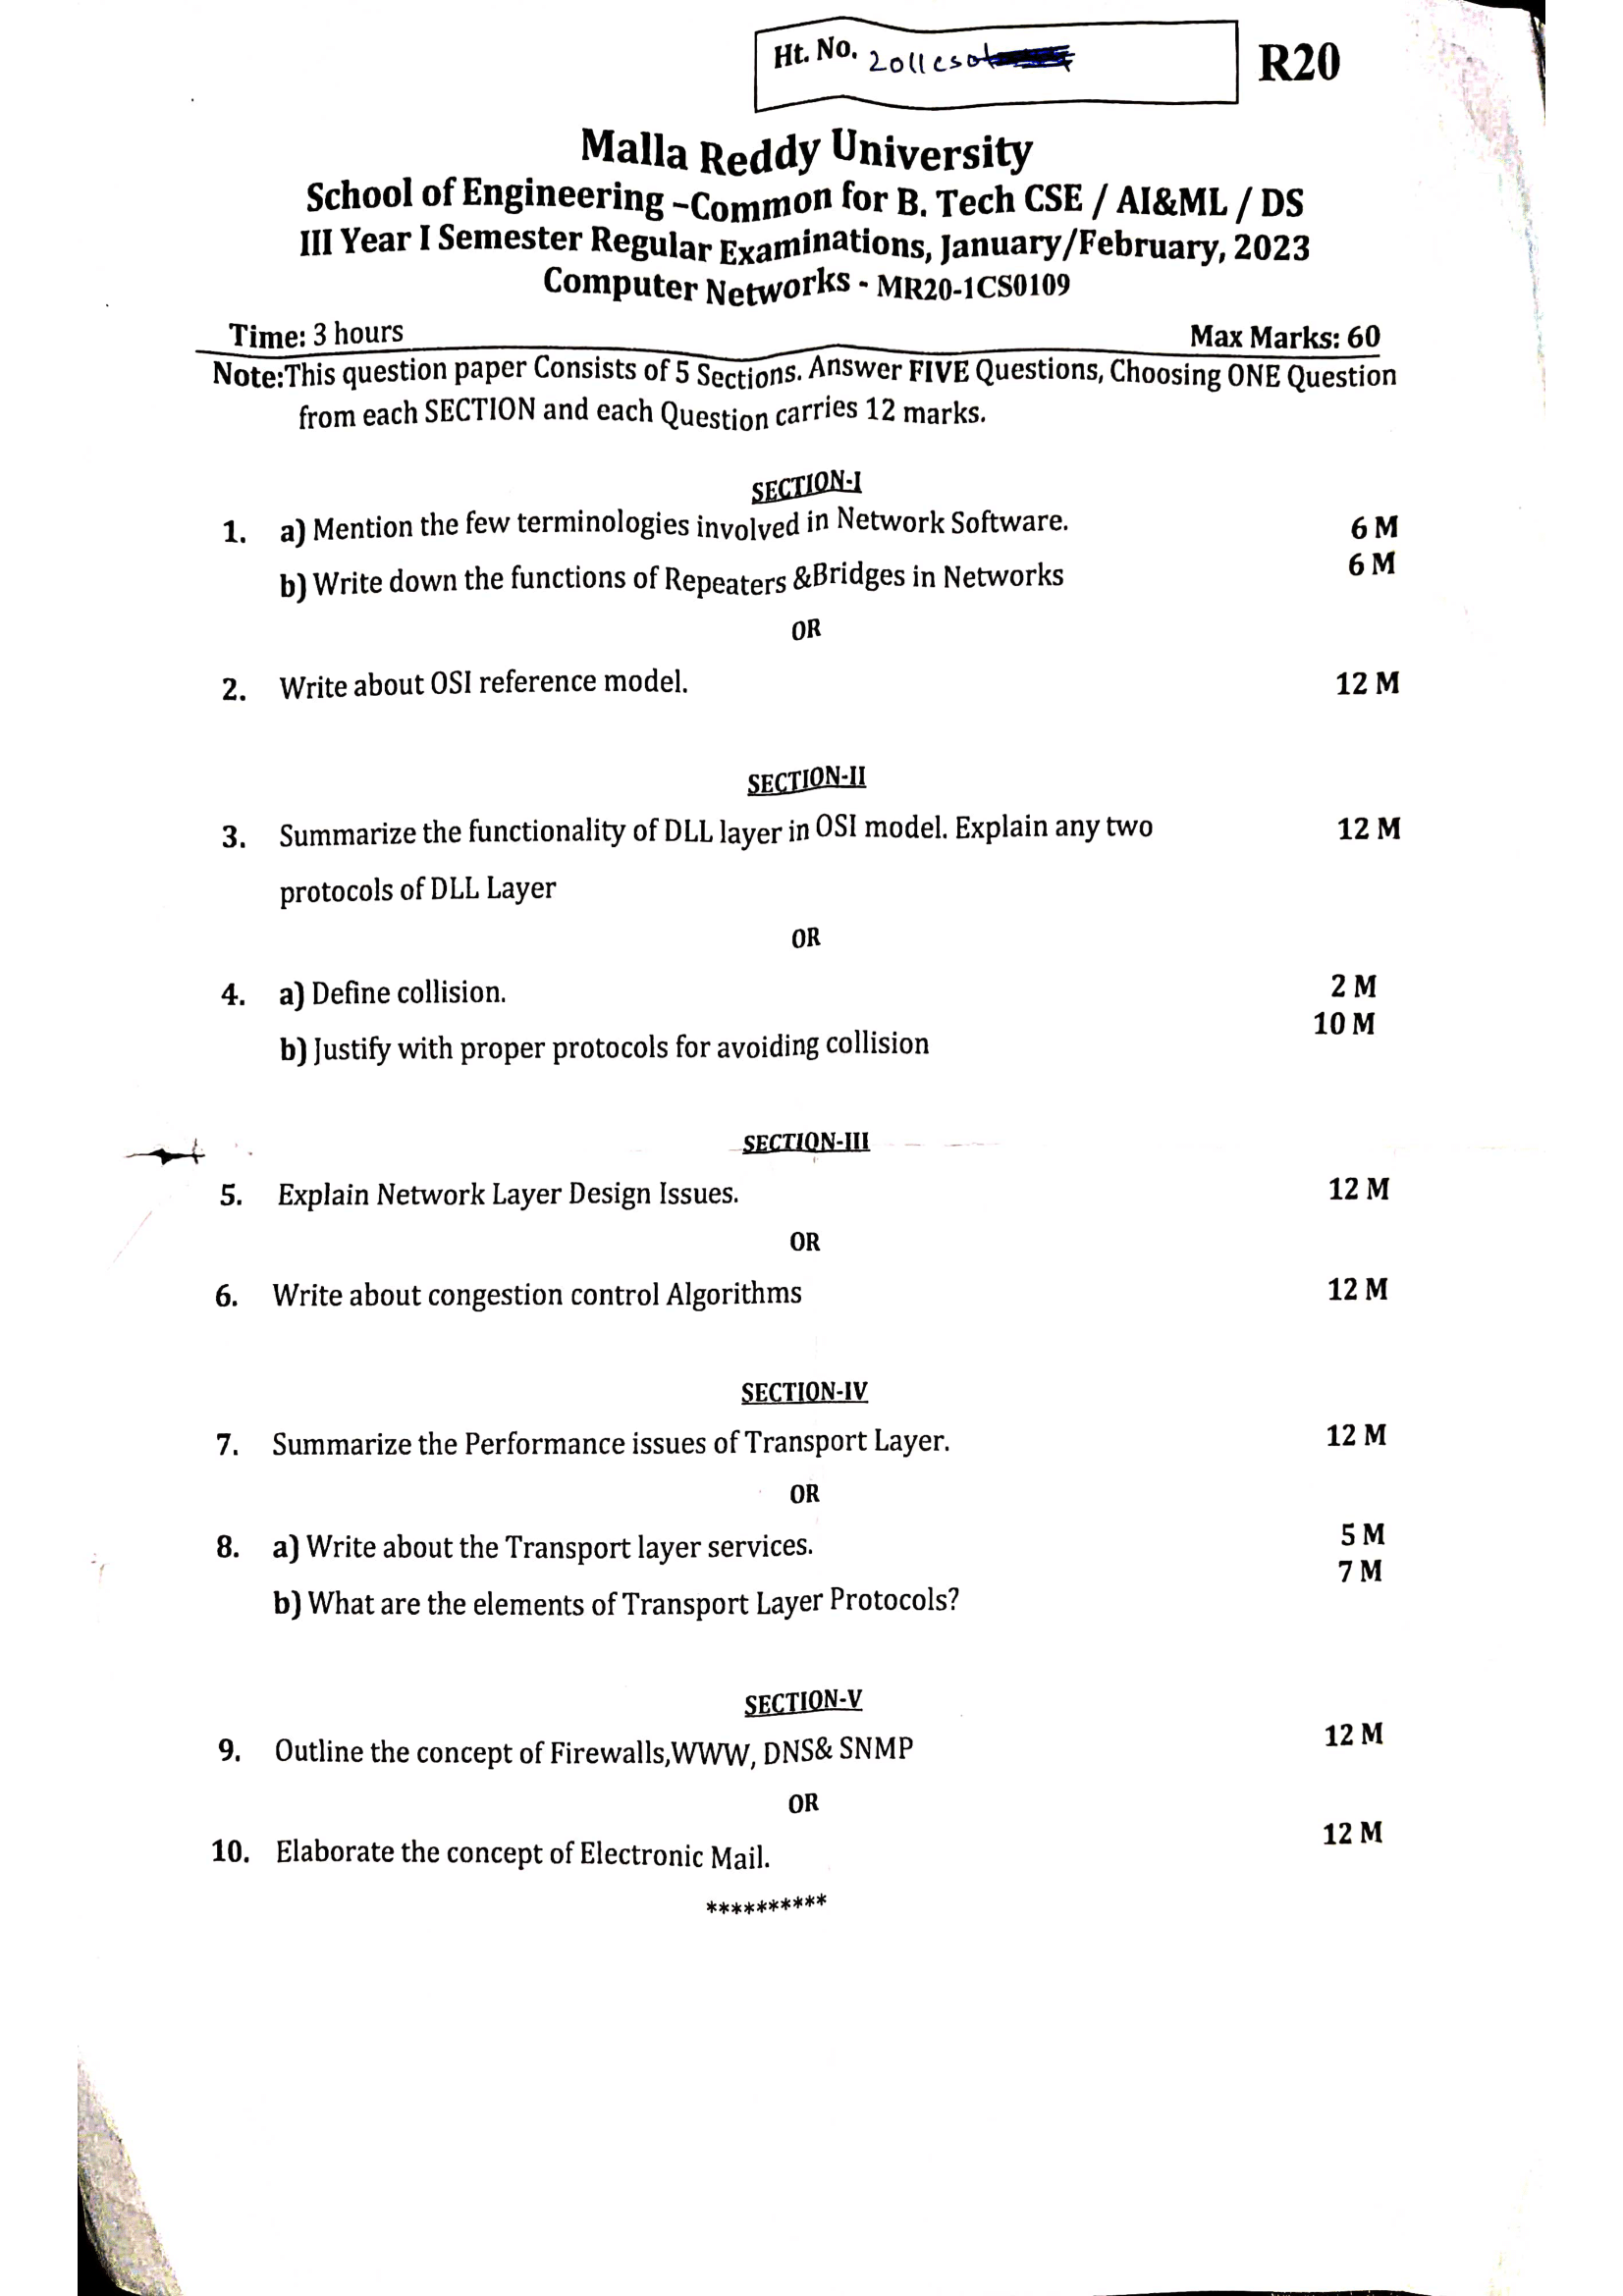 Ht. No. 2011cs0
R20
Malla Reddy University
School of Engineering –Common for B. Tech CSE / AI&ML / DS
III Year I Semester Regular Examinations, January/February, 2023
Computer Networks - MR20-1CS0109
Time: 3 hours Max Marks: 60
Note:This question paper Consists of 5 Sections. Answer FIVE Questions, Choosing ONE Question
from each SECTION and each Question carries 12 marks.
SECTION-I
1. a) Mention the few terminologies involved in Network Software. 6 M
b) Write down the functions of Repeaters &Bridges in Networks 6 M
OR
2. Write about OSI reference model. 12 M
SECTION-II
3. Summarize the functionality of DLL layer in OSI model. Explain any two 12 M
protocols of DLL Layer
OR
4. a) Define collision. 2 M
b) Justify with proper protocols for avoiding collision 10 M
SECTION-III
5. Explain Network Layer Design Issues. 12 M
OR
6. Write about congestion control Algorithms 12 M
SECTION-IV
7. Summarize the Performance issues of Transport Layer. 12 M
OR
8. a) Write about the Transport layer services. 5 M
b) What are the elements of Transport Layer Protocols? 7 M
SECTION-V
9. Outline the concept of Firewalls,WWW, DNS& SNMP 12 M
OR
10. Elaborate the concept of Electronic Mail. 12 M
**********